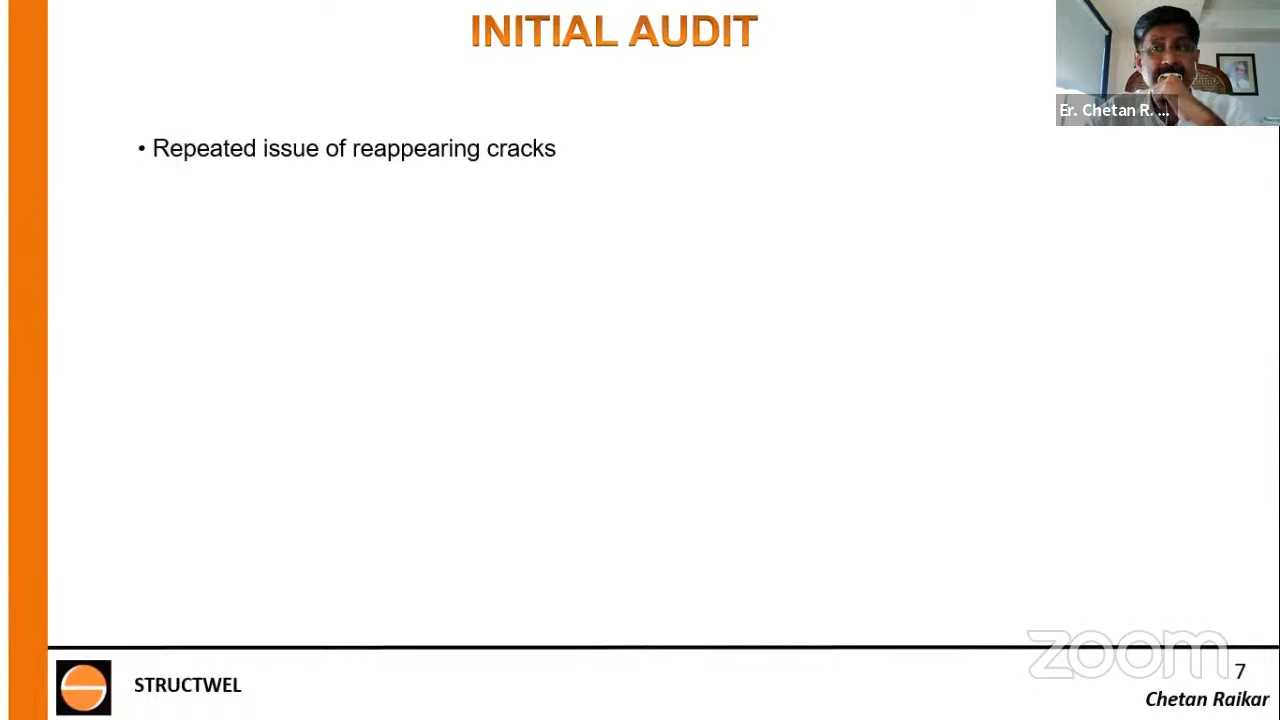 INITIAL AUDIT
Er. Chetan R. ...
• Repeated issue of reappearing cracks
zoom
7
STRUCTWEL
Chetan Raikar